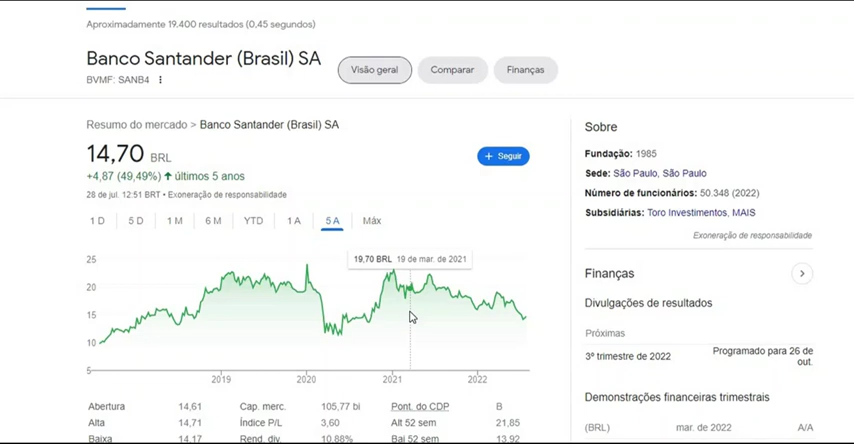 Aproximadamente 19.400 resultados (0,45 segundos)
Banco Santander (Brasil) SA
BVMF: SANB4
Visão geral
Comparar
Finanças
Resumo do mercado > Banco Santander (Brasil) SA
14,70 BRL
+ Seguir
+4,87 (49,49%) ↑ últimos 5 anos
28 de jul. 12:51 BRT • Exoneração de responsabilidade
1 D 5 D 1 M 6 M YTD 1 A 5 A Máx
19,70 BRL 19 de mar. de 2021
25
20
15
10
5
2019 2020 2021 2022
Abertura 14,61 Cap. merc. 105,77 bi Pont. do CDP B
Alta 14,71 Índice P/L 3,60 Alt 52 sem 21,85
Baixa 14,17 Rend. div. 10,88% Bai 52 sem 13,92
Sobre
Fundação: 1985
Sede: São Paulo, São Paulo
Número de funcionários: 50.348 (2022)
Subsidiárias: Toro Investimentos, MAIS
Exoneração de responsabilidade
Finanças
Divulgações de resultados
Próximas
3º trimestre de 2022 Programado para 26 de
out.
Demonstrações financeiras trimestrais
(BRL) mar. de 2022 A/A